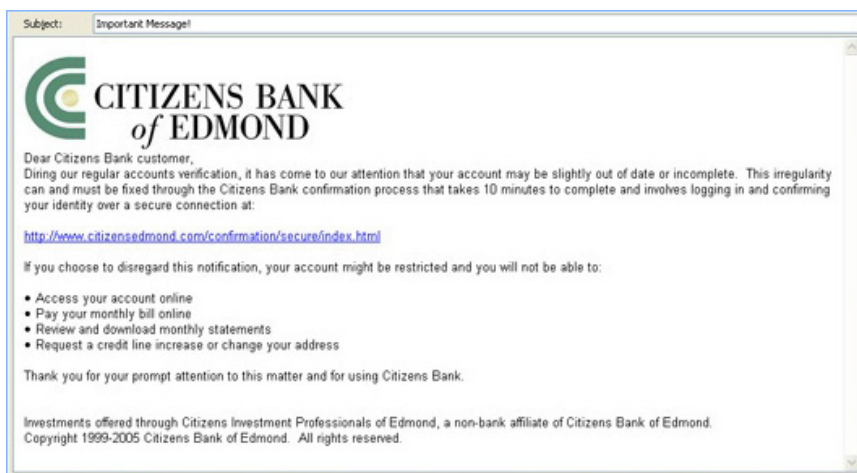 Subject: Important Message!
CITIZENS BANK
of EDMOND
Dear Citizens Bank customer,
Diring our regular accounts verification, it has come to our attention that your account may be slightly out of date or incomplete. This irregularity
can and must be fixed through the Citizens Bank confirmation process that takes 10 minutes to complete and involves logging in and confirming
your identity over a secure connection at:
http://www.citizensedmond.com/confirmation/secure/index.html
If you choose to disregard this notification, your account might be restricted and you will not be able to:
• Access your account online
• Pay your monthly bill online
• Review and download monthly statements
• Request a credit line increase or change your address
Thank you for your prompt attention to this matter and for using Citizens Bank.
Investments offered through Citizens Investment Professionals of Edmond, a non-bank affiliate of Citizens Bank of Edmond.
Copyright 1999-2005 Citizens Bank of Edmond. All rights reserved.